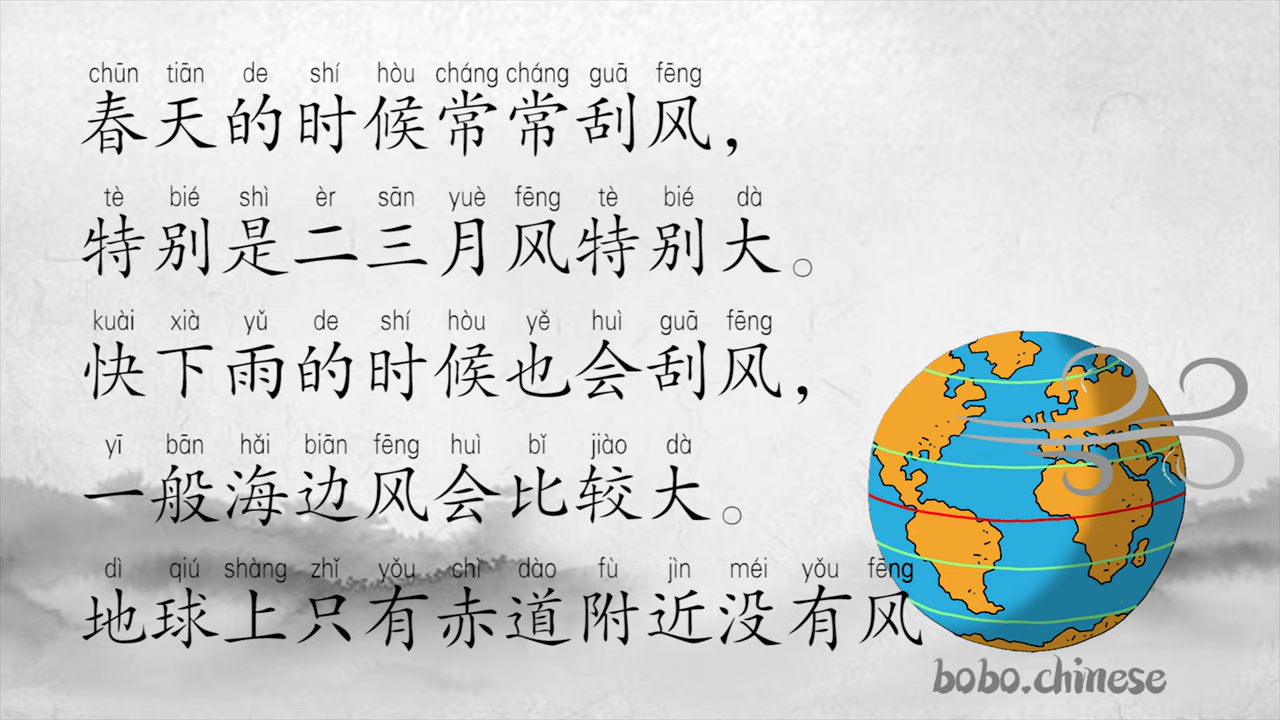 chūn tiān de shí hòu cháng cháng guā fēng
春天的时候常常刮风，
tè bié shì èr sān yuè fēng tè bié dà
特别是二三月风特别大。
kuài xià yǔ de shí hòu yě huì guā fēng
快下雨的时候也会刮风，
yī bān hǎi biān fēng huì bǐ jiào dà
一般海边风会比较大。
dì qiú shàng zhǐ yǒu chì dào fù jìn méi yǒu fēng
地球上只有赤道附近没有风
bobo.chinese